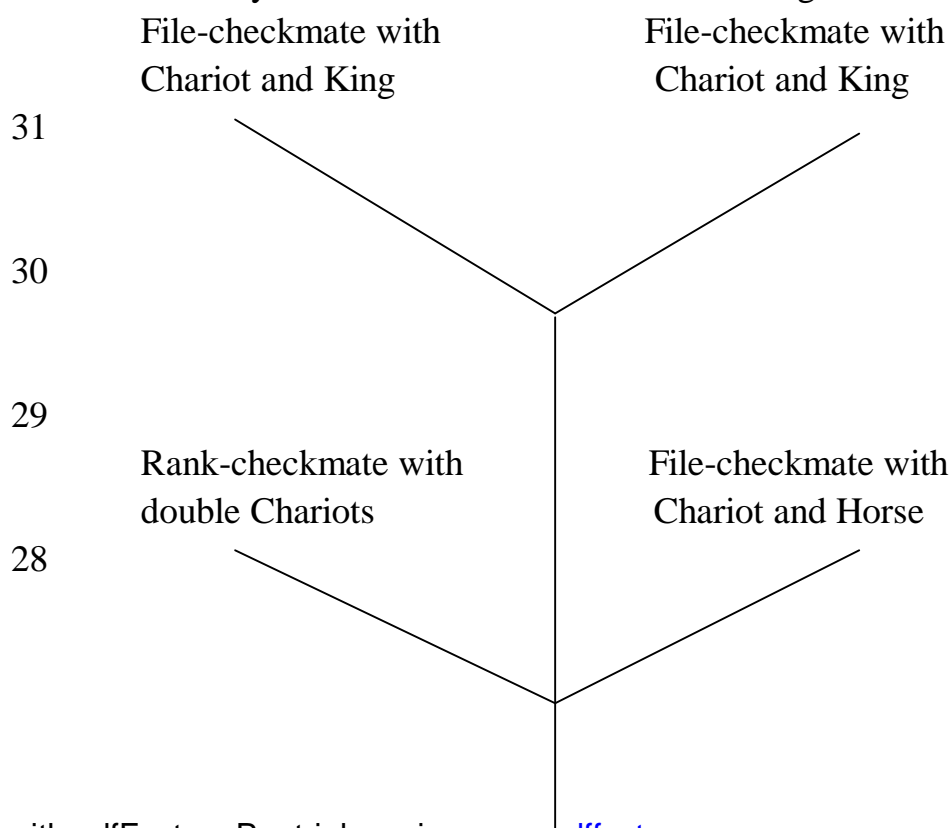 File-checkmate with
Chariot and King
File-checkmate with
Chariot and King
31
30
29
Rank-checkmate with
double Chariots
File-checkmate with
Chariot and Horse
28